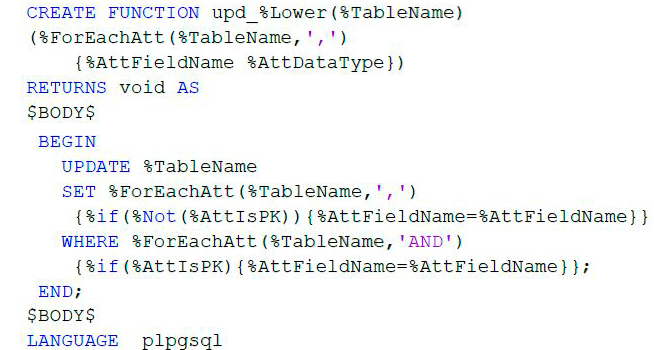 CREATE FUNCTION upd_%Lower(%TableName)
(%ForEachAtt(%TableName,',')
{%AttFieldName %AttDataType})
RETURNS void AS
$BODY$
BEGIN
UPDATE %TableName
SET %ForEachAtt(%TableName,',')
{%if(%Not(%AttIsPK)){%AttFieldName=%AttFieldName}}
WHERE %ForEachAtt(%TableName,'AND')
{%if(%AttIsPK){%AttFieldName=%AttFieldName}};
END;
$BODY$
LANGUAGE plpgsql